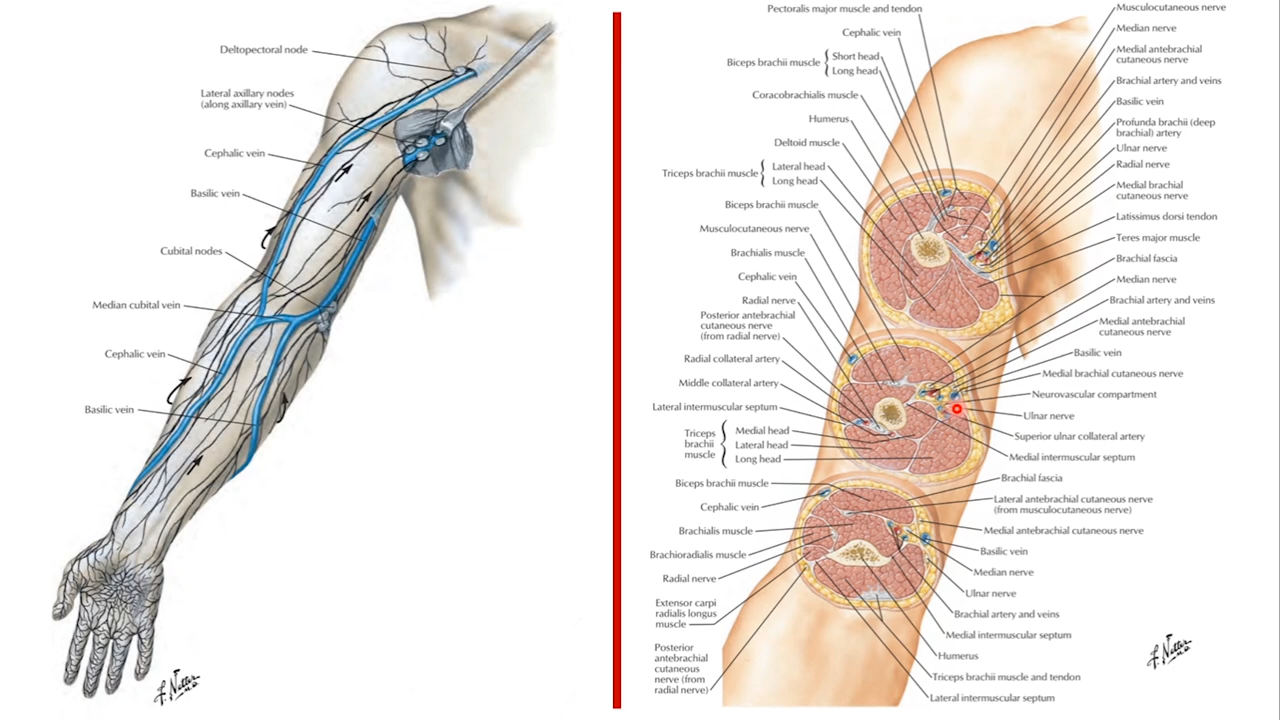 Deltopectoral node
Lateral axillary nodes
(along axillary vein)
Cephalic vein
Basilic vein
Cubital nodes
Median cubital vein
Cephalic vein
Basilic vein
F. Netter
M.D.
Pectoralis major muscle and tendon
Cephalic vein
Biceps brachii muscle
Short head
Long head
Coracobrachialis muscle
Humerus
Deltoid muscle
Triceps brachii muscle
Lateral head
Long head
Biceps brachii muscle
Musculocutaneous nerve
Brachialis muscle
Cephalic vein
Radial nerve
Posterior antebrachial
cutaneous nerve
(from radial nerve)
Radial collateral artery
Middle collateral artery
Lateral intermuscular septum
Triceps
brachii
muscle
Medial head
Lateral head
Long head
Biceps brachii muscle
Cephalic vein
Brachialis muscle
Brachioradialis muscle
Radial nerve
Extensor carpi
radialis longus
muscle
Posterior
antebrachial
cutaneous
nerve (from
radial nerve)
Musculocutaneous nerve
Median nerve
Medial antebrachial
cutaneous nerve
Brachial artery and veins
Basilic vein
Profunda brachii (deep
brachial) artery
Ulnar nerve
Radial nerve
Medial brachial
cutaneous nerve
Latissimus dorsi tendon
Teres major muscle
Brachial fascia
Median nerve
Brachial artery and veins
Medial antebrachial
cutaneous nerve
Basilic vein
Medial brachial cutaneous nerve
Neurovascular compartment
Ulnar nerve
Superior ulnar collateral artery
Medial intermuscular septum
Brachial fascia
Lateral antebrachial cutaneous nerve
(from musculocutaneous nerve)
Medial antebrachial cutaneous nerve
Basilic vein
Median nerve
Ulnar nerve
Brachial artery and veins
Medial intermuscular septum
Humerus
Triceps brachii muscle and tendon
Lateral intermuscular septum
F. Netter
M.D.